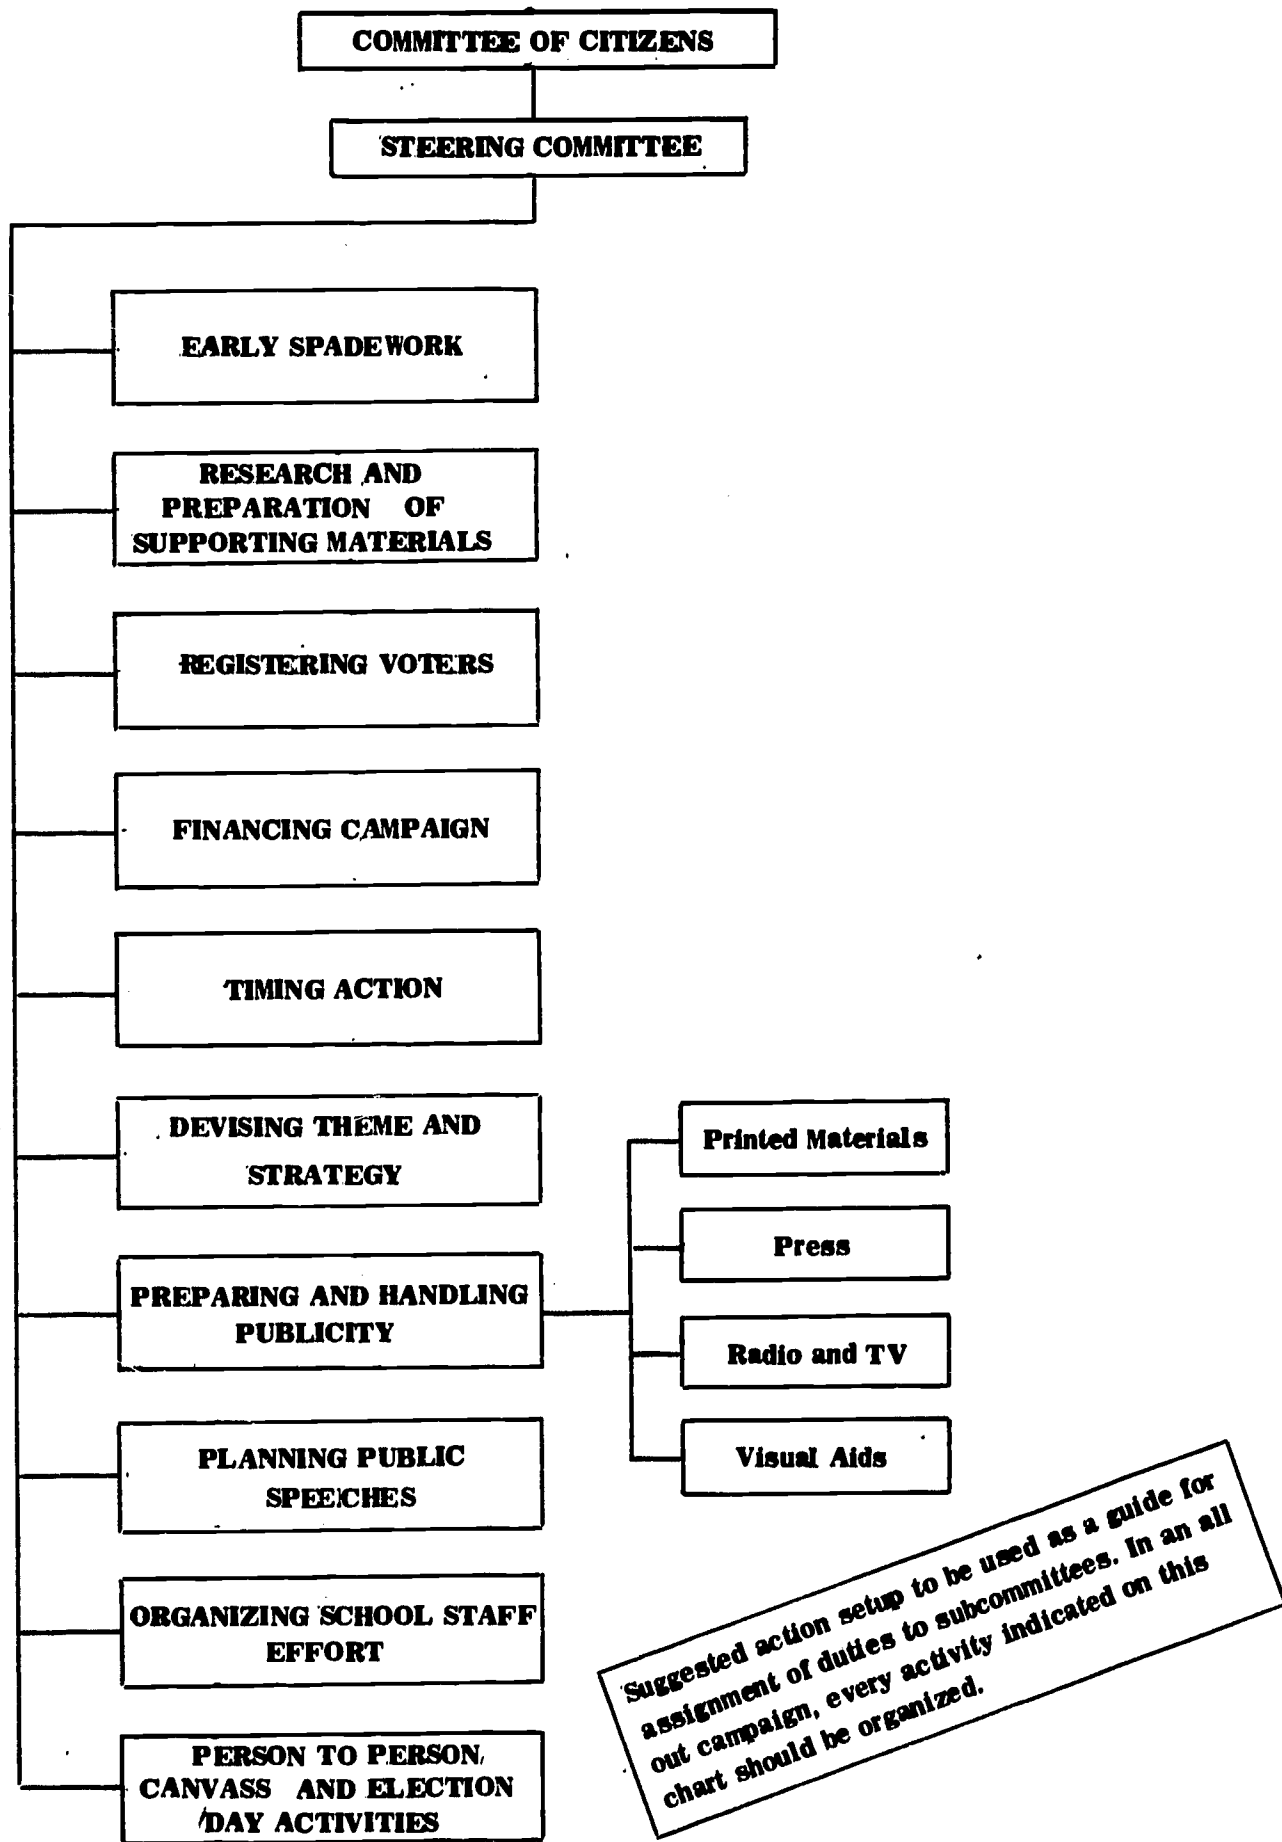 COMMITTEE OF CITIZENS
STEERING COMMITTEE
EARLY SPADEWORK
RESEARCH AND
PREPARATION OF
SUPPORTING MATERIALS
REGISTERING VOTERS
FINANCING CAMPAIGN
TIMING ACTION
DEVISING THEME AND
STRATEGY
PREPARING AND HANDLING
PUBLICITY
Printed Materials
Press
Radio and TV
Visual Aids
PLANNING PUBLIC
SPEECHES
ORGANIZING SCHOOL STAFF
EFFORT
PERSON TO PERSON
CANVASS AND ELECTION
DAY ACTIVITIES
Suggested action setup to be used as a guide for
assignment of duties to subcommittees. In an all
out campaign, every activity indicated on this
chart should be organized.